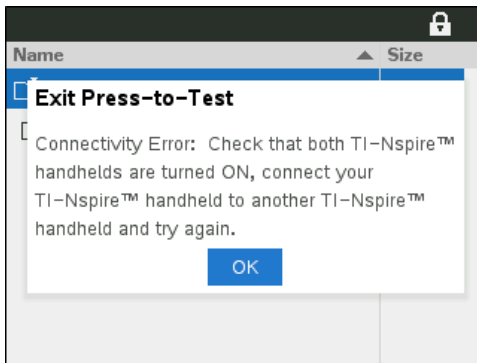 Name Size
Exit Press-to-Test
Connectivity Error: Check that both TI-Nspire™
handhelds are turned ON, connect your
TI-Nspire™ handheld to another TI-Nspire™
handheld and try again.
OK